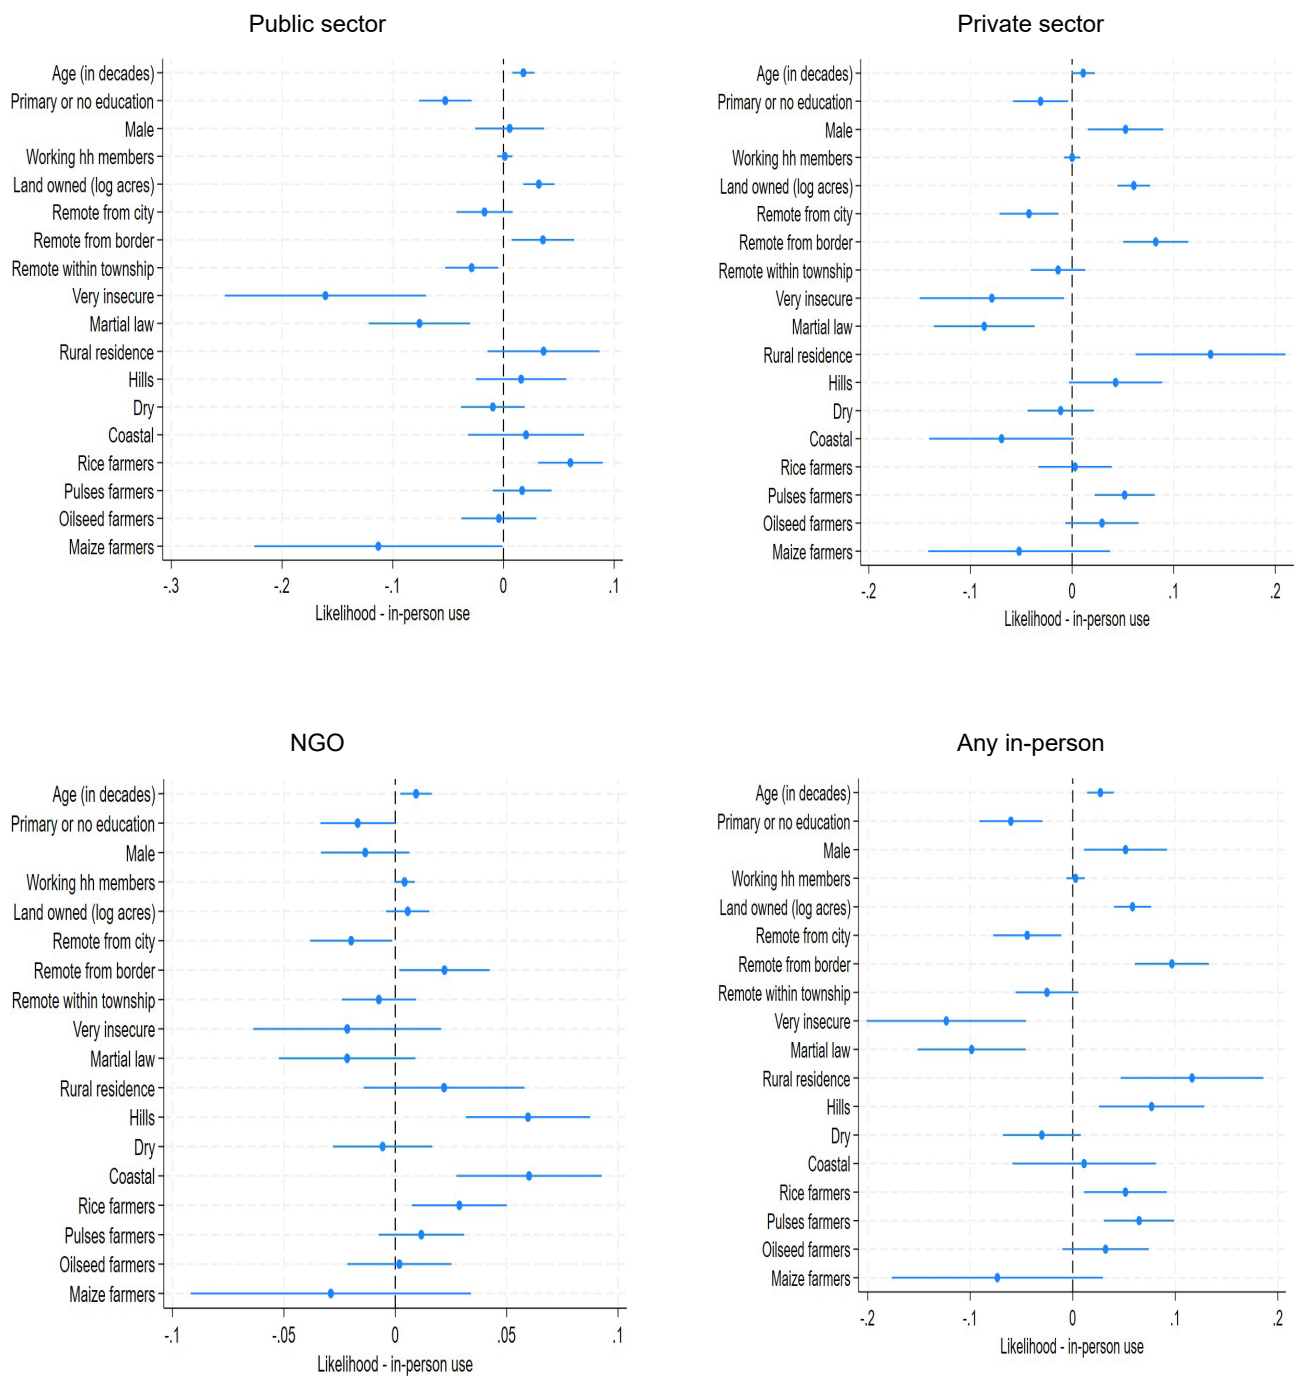 Public sector
Age (in decades)
Primary or no education
Male
Working hh members
Land owned (log acres)
Remote from city
Remote from border
Remote within township
Very insecure
Martial law
Rural residence
Hills
Dry
Coastal
Rice farmers
Pulses farmers
Oilseed farmers
Maize farmers
-.3 -.2 -.1 0 .1
Likelihood - in-person use
Private sector
Age (in decades)
Primary or no education
Male
Working hh members
Land owned (log acres)
Remote from city
Remote from border
Remote within township
Very insecure
Martial law
Rural residence
Hills
Dry
Coastal
Rice farmers
Pulses farmers
Oilseed farmers
Maize farmers
-.2 -.1 0 .1 .2
Likelihood - in-person use
NGO
Age (in decades)
Primary or no education
Male
Working hh members
Land owned (log acres)
Remote from city
Remote from border
Remote within township
Very insecure
Martial law
Rural residence
Hills
Dry
Coastal
Rice farmers
Pulses farmers
Oilseed farmers
Maize farmers
-.1 -.05 0 .05 .1
Likelihood - in-person use
Any in-person
Age (in decades)
Primary or no education
Male
Working hh members
Land owned (log acres)
Remote from city
Remote from border
Remote within township
Very insecure
Martial law
Rural residence
Hills
Dry
Coastal
Rice farmers
Pulses farmers
Oilseed farmers
Maize farmers
-.2 -.1 0 .1 .2
Likelihood - in-person use